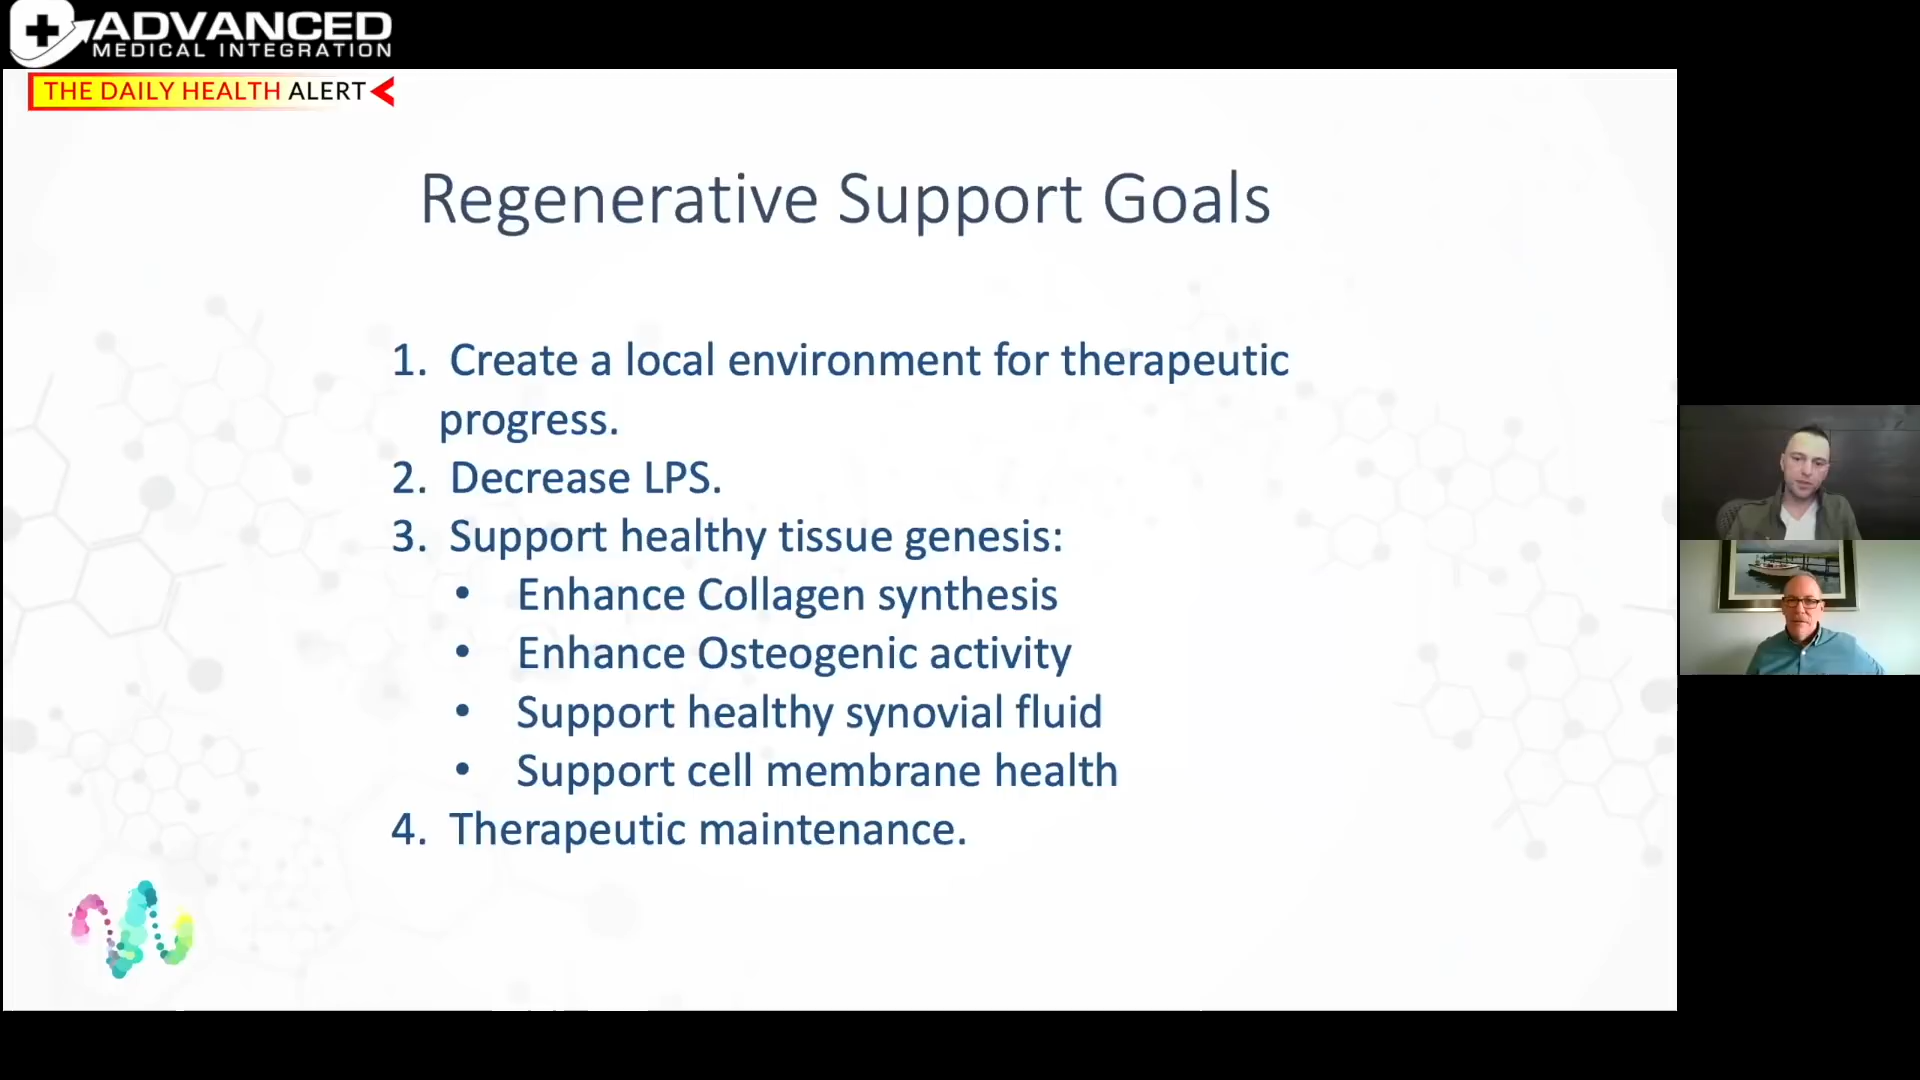 ADVANCED
MEDICAL INTEGRATION
THE DAILY HEALTH ALERT
Regenerative Support Goals
1. Create a local environment for therapeutic
progress.
2. Decrease LPS.
3. Support healthy tissue genesis:
• Enhance Collagen synthesis
• Enhance Osteogenic activity
• Support healthy synovial fluid
• Support cell membrane health
4. Therapeutic maintenance.